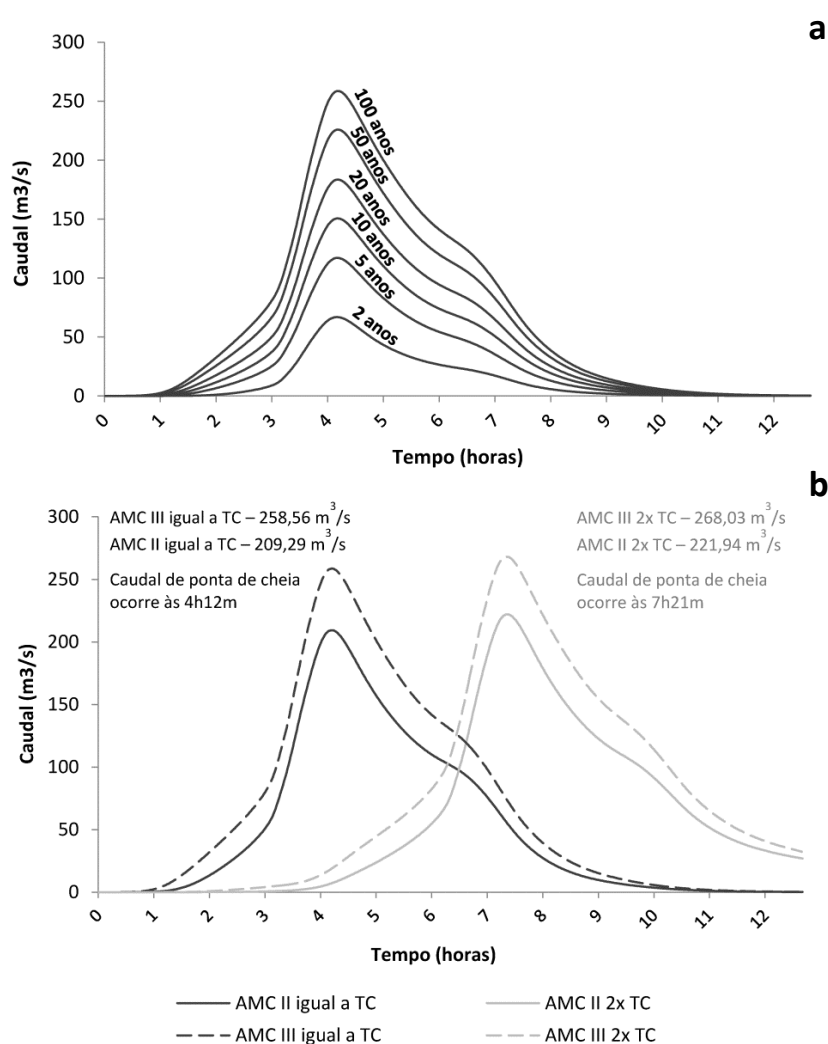 a
300
250
200
150
100
50
0
Caudal (m3/s)
100 anos
50 anos
20 anos
10 anos
5 anos
2 anos
0 1 2 3 4 5 6 7 8 9 10 11 12
Tempo (horas)
b
300
250
200
150
100
50
0
Caudal (m3/s)
AMC III igual a TC – 258,56 m³/s
AMC II igual a TC – 209,29 m³/s
Caudal de ponta de cheia
ocorre às 4h12m
AMC III 2x TC – 268,03 m³/s
AMC II 2x TC – 221,94 m³/s
Caudal de ponta de cheia
ocorre às 7h21m
0 1 2 3 4 5 6 7 8 9 10 11 12
Tempo (horas)
AMC II igual a TC
AMC II 2x TC
AMC III igual a TC
AMC III 2x TC